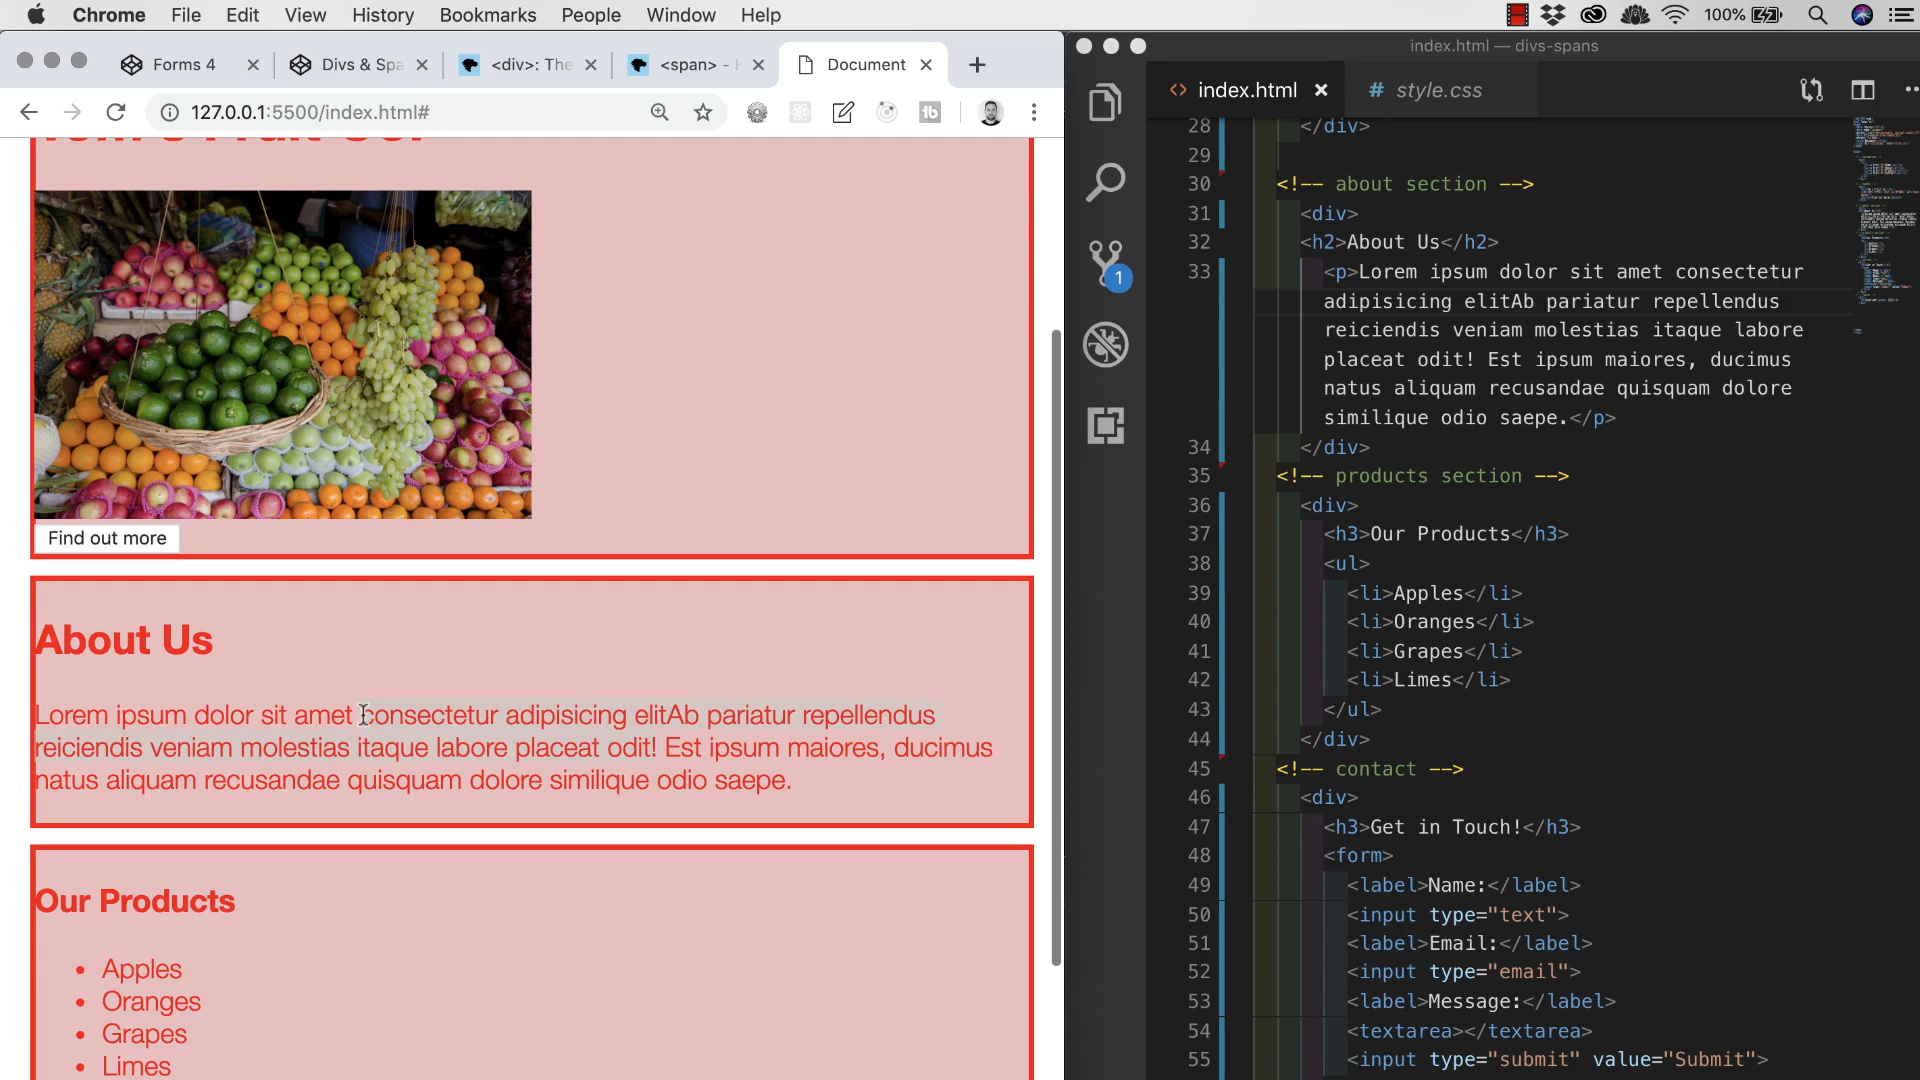 Chrome File Edit View History Bookmarks People Window Help 100%
Forms 4
Divs & Spa
<div>: The
<span> - H
Document
127.0.0.1:5500/index.html#
Find out more
About Us
Lorem ipsum dolor sit amet consectetur adipisicing elitAb pariatur repellendus
reiciendis veniam molestias itaque labore placeat odit! Est ipsum maiores, ducimus
natus aliquam recusandae quisquam dolore similique odio saepe.
Our Products
Apples
Oranges
Grapes
Limes
index.html — divs-spans
index.html
# style.css
1
28 </div>
29
30 <!-- about section -->
31 <div>
32 <h2>About Us</h2>
33 <p>Lorem ipsum dolor sit amet consectetur
adipisicing elitAb pariatur repellendus
reiciendis veniam molestias itaque labore
placeat odit! Est ipsum maiores, ducimus
natus aliquam recusandae quisquam dolore
similique odio saepe.</p>
34 </div>
35 <!-- products section -->
36 <div>
37 <h3>Our Products</h3>
38 <ul>
39 <li>Apples</li>
40 <li>Oranges</li>
41 <li>Grapes</li>
42 <li>Limes</li>
43 </ul>
44 </div>
45 <!-- contact -->
46 <div>
47 <h3>Get in Touch!</h3>
48 <form>
49 <label>Name:</label>
50 <input type="text">
51 <label>Email:</label>
52 <input type="email">
53 <label>Message:</label>
54 <textarea></textarea>
55 <input type="submit" value="Submit">